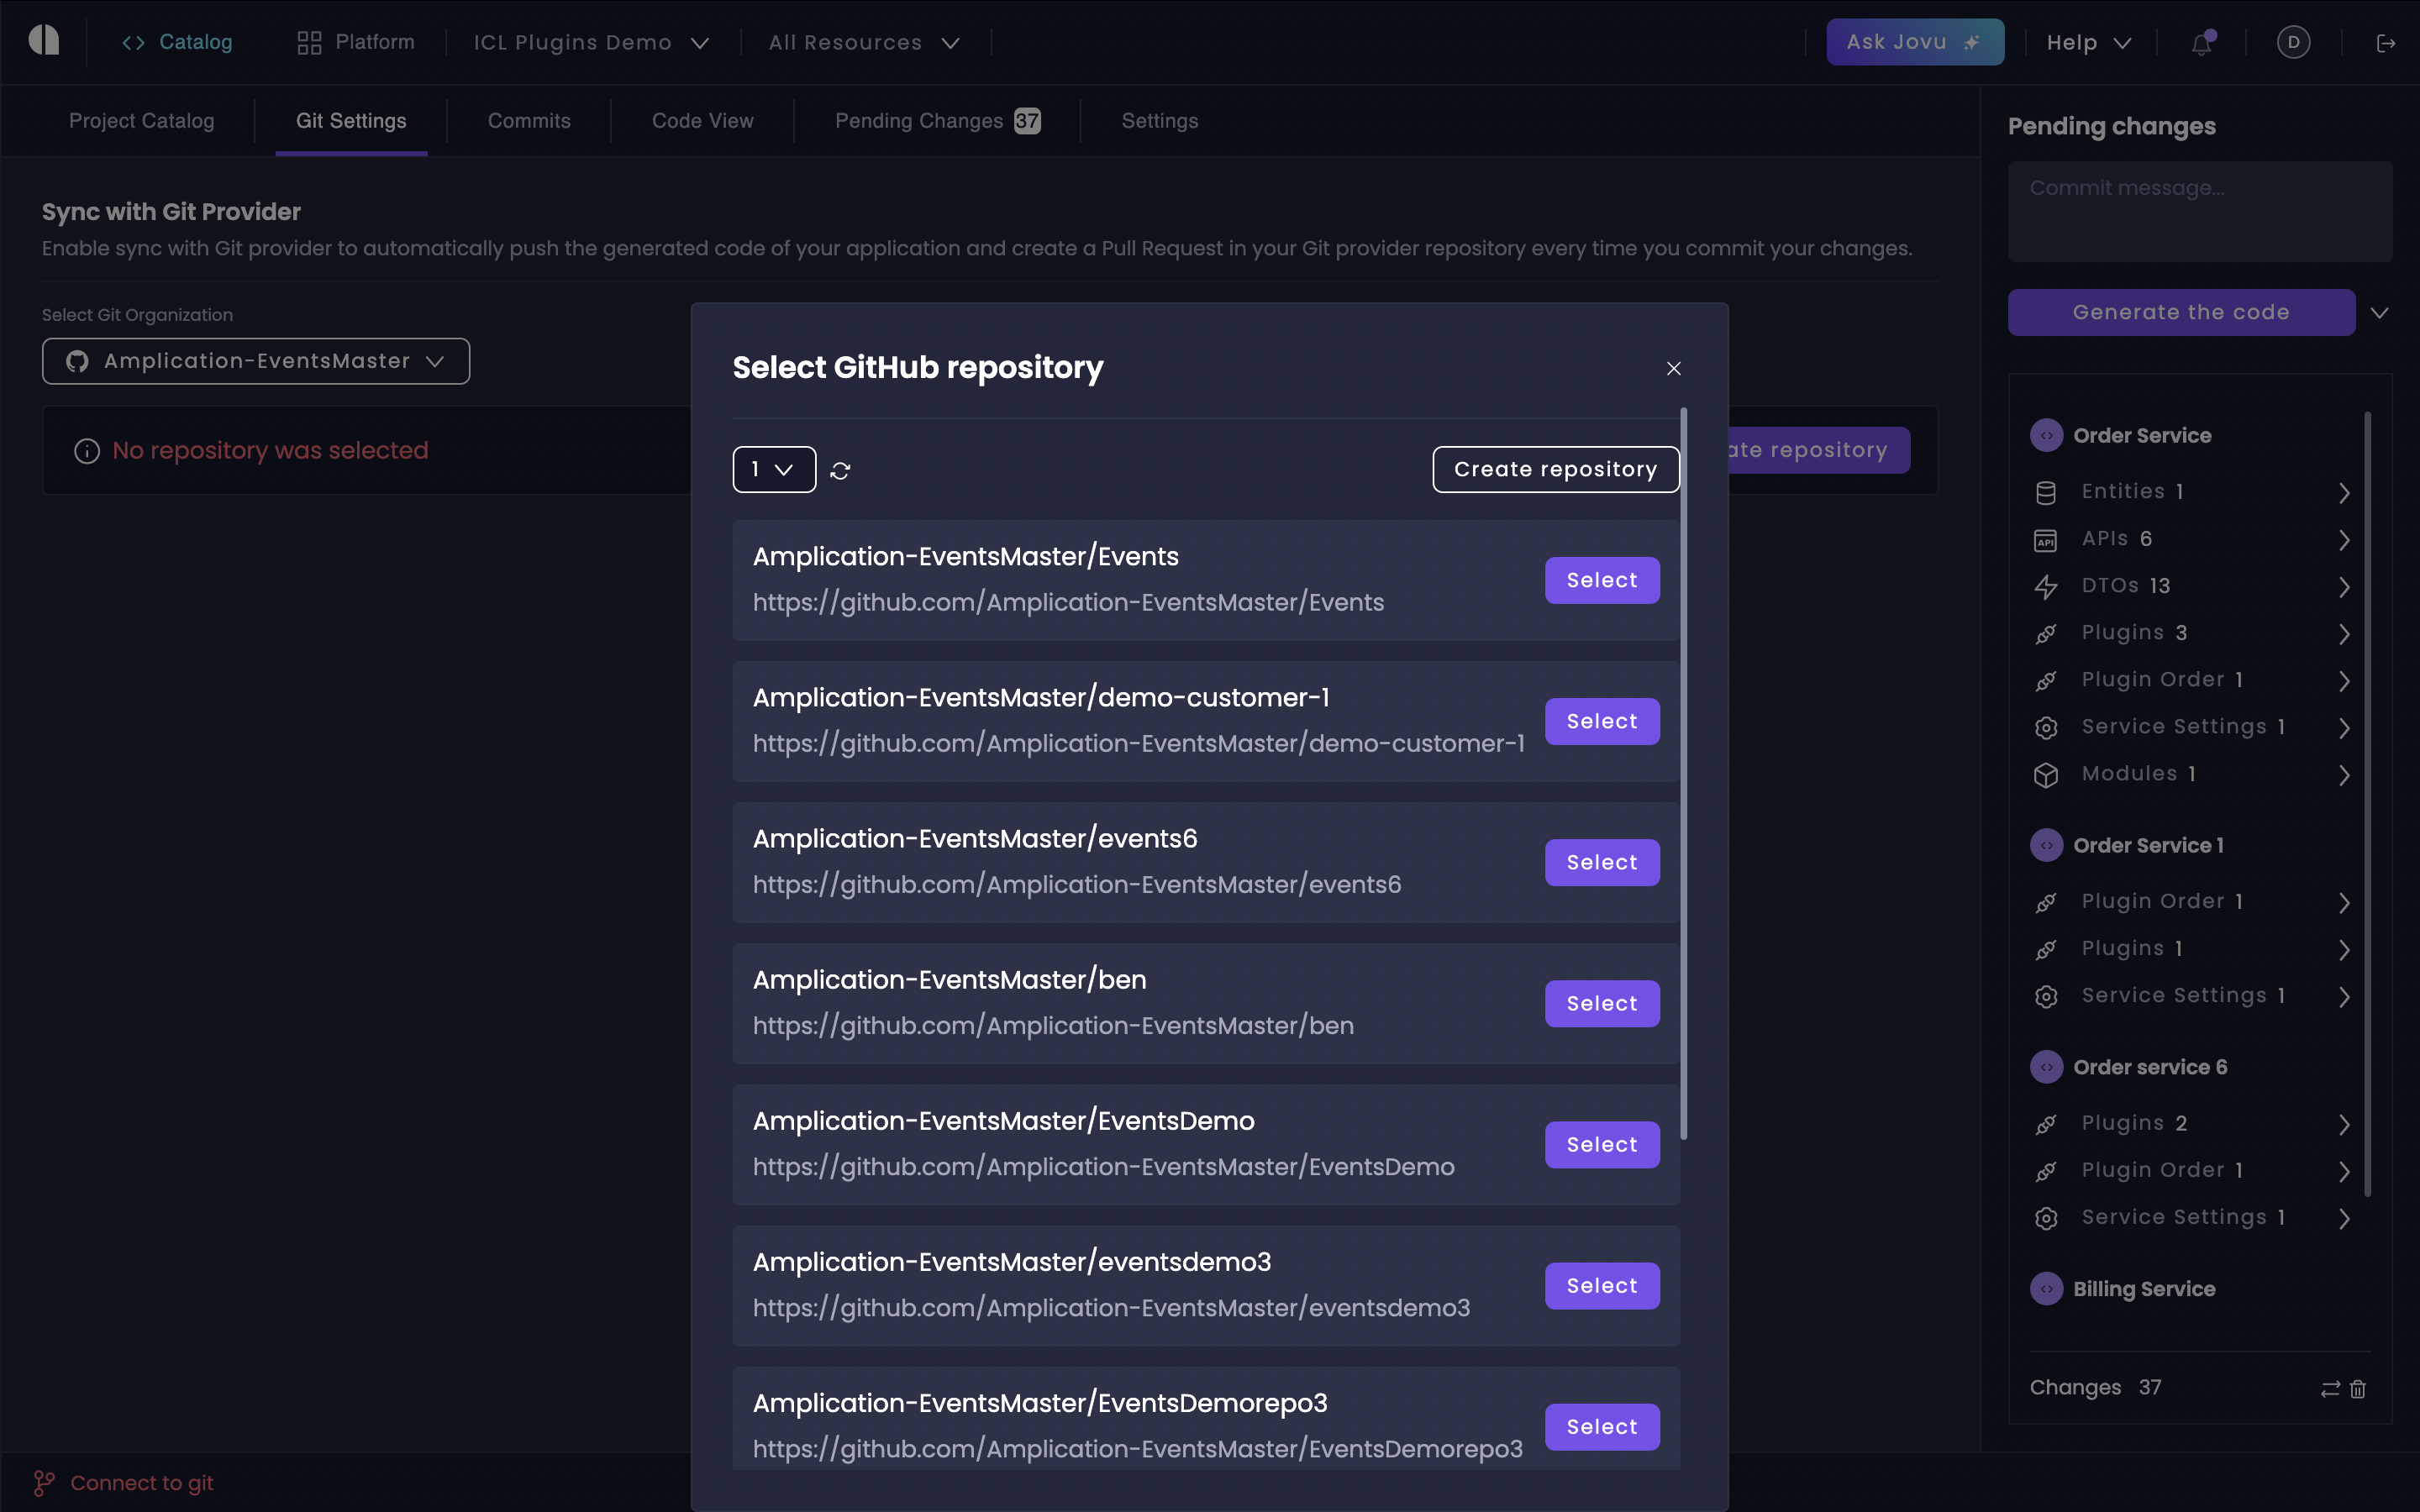 Catalog
Platform
ICL Plugins Demo
All Resources
Ask Jovu
Help
D
Project Catalog
Git Settings
Commits
Code View
Pending Changes 37
Settings
Sync with Git Provider
Enable sync with Git provider to automatically push the generated code of your application and create a Pull Request in your Git provider repository every time you commit your changes.
Select Git Organization
Amplication-EventsMaster
No repository was selected
ate repository
Select GitHub repository
1
Create repository
Amplication-EventsMaster/Events
https://github.com/Amplication-EventsMaster/Events
Select
Amplication-EventsMaster/demo-customer-1
https://github.com/Amplication-EventsMaster/demo-customer-1
Select
Amplication-EventsMaster/events6
https://github.com/Amplication-EventsMaster/events6
Select
Amplication-EventsMaster/ben
https://github.com/Amplication-EventsMaster/ben
Select
Amplication-EventsMaster/EventsDemo
https://github.com/Amplication-EventsMaster/EventsDemo
Select
Amplication-EventsMaster/eventsdemo3
https://github.com/Amplication-EventsMaster/eventsdemo3
Select
Amplication-EventsMaster/EventsDemorepo3
https://github.com/Amplication-EventsMaster/EventsDemorepo3
Select
Pending changes
Commit message...
Generate the code
Order Service
Entities 1
API
APIs 6
DTOs 13
Plugins 3
Plugin Order 1
Service Settings 1
Modules 1
Order Service 1
Plugin Order 1
Plugins 1
Service Settings 1
Order service 6
Plugins 2
Plugin Order 1
Service Settings 1
Billing Service
Changes 37
Connect to git